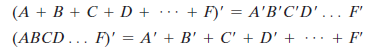 (A + B + C + D + ··· + F)′ = A′B′C′D′... F′
(ABCD ... F)′ = A′ + B′ + C′ + D′ + ··· + F′